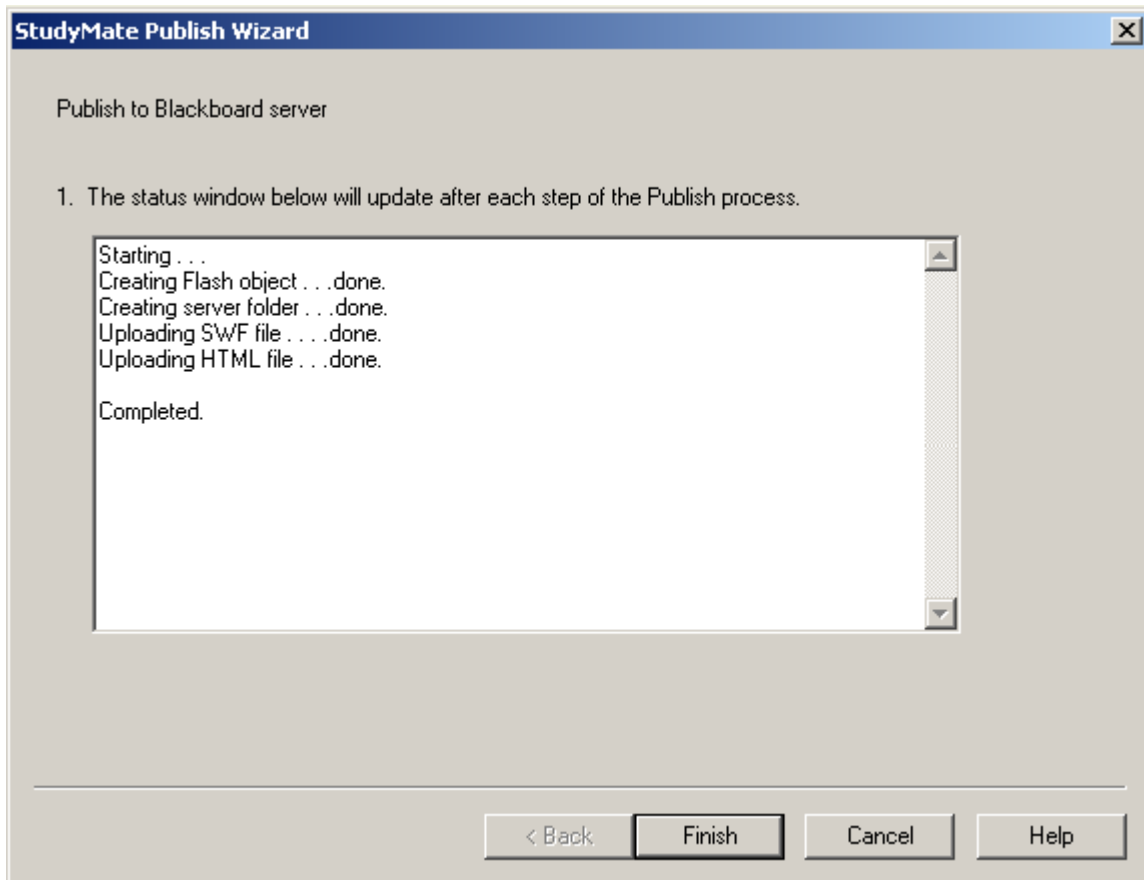 StudyMate Publish Wizard
Publish to Blackboard server
1. The status window below will update after each step of the Publish process.
Starting . . .
Creating Flash object . . .done.
Creating server folder . . .done.
Uploading SWF file . . . .done.
Uploading HTML file . . .done.
Completed.
< Back
Finish
Cancel
Help